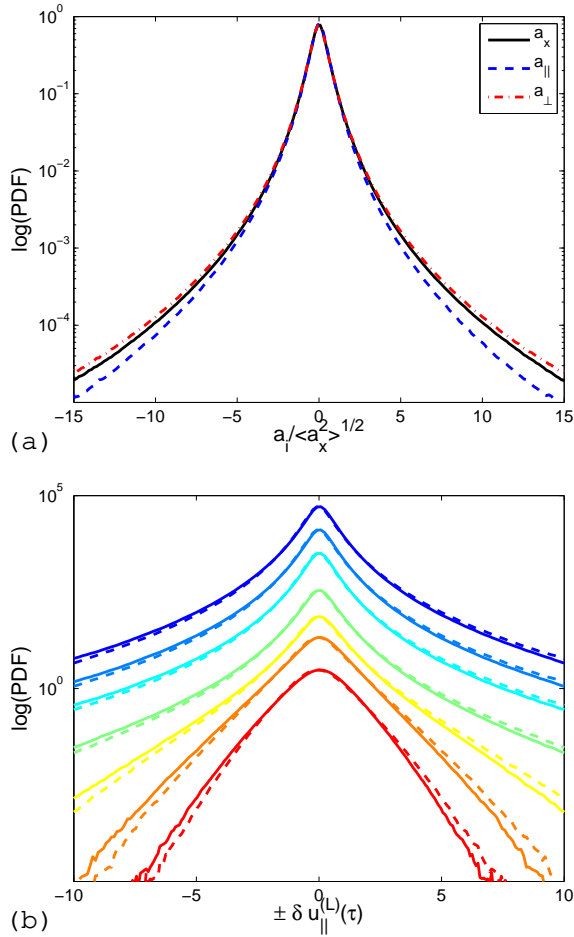 10^0
10^-1
10^-2
10^-3
10^-4
log(PDF)
a_x
a_||
a_⊥
-15 -10 -5 0 5 10 15
a_i/<a_x^2>^1/2
(a)
10^5
10^0
log(PDF)
-10 -5 0 5 10
± δ u_||^(L)(τ)
(b)